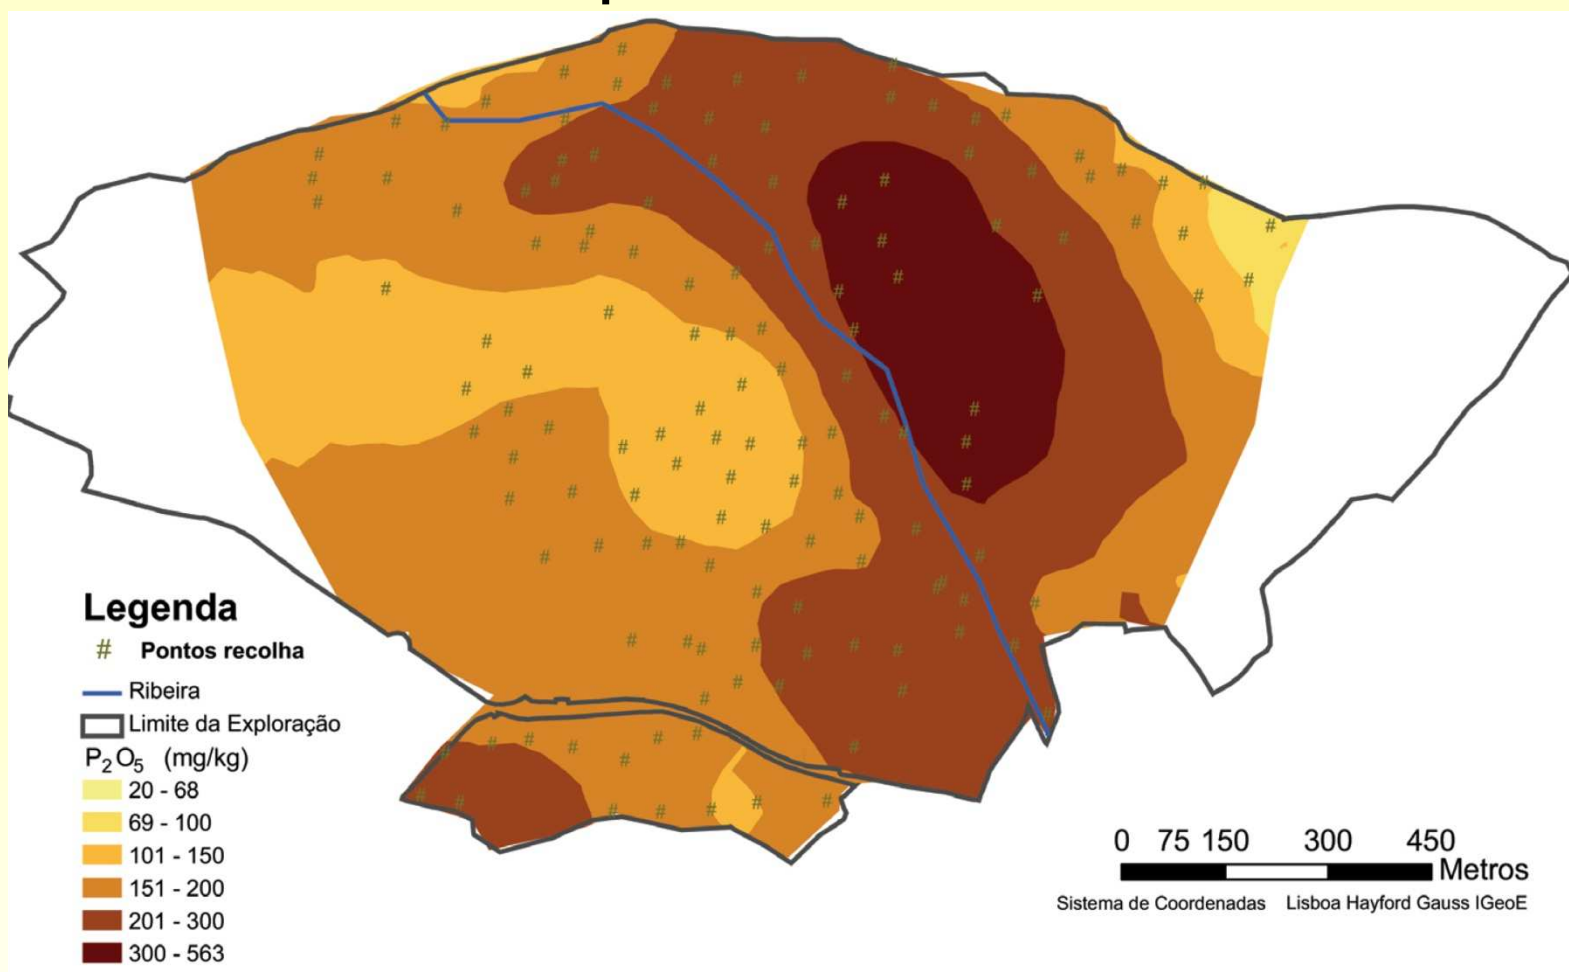 Legenda
# Pontos recolha
Ribeira
Limite da Exploração
P₂O₅ (mg/kg)
20 - 68
69 - 100
101 - 150
151 - 200
201 - 300
300 - 563
0 75 150 300 450
Metros
Sistema de Coordenadas Lisboa Hayford Gauss IGeoE